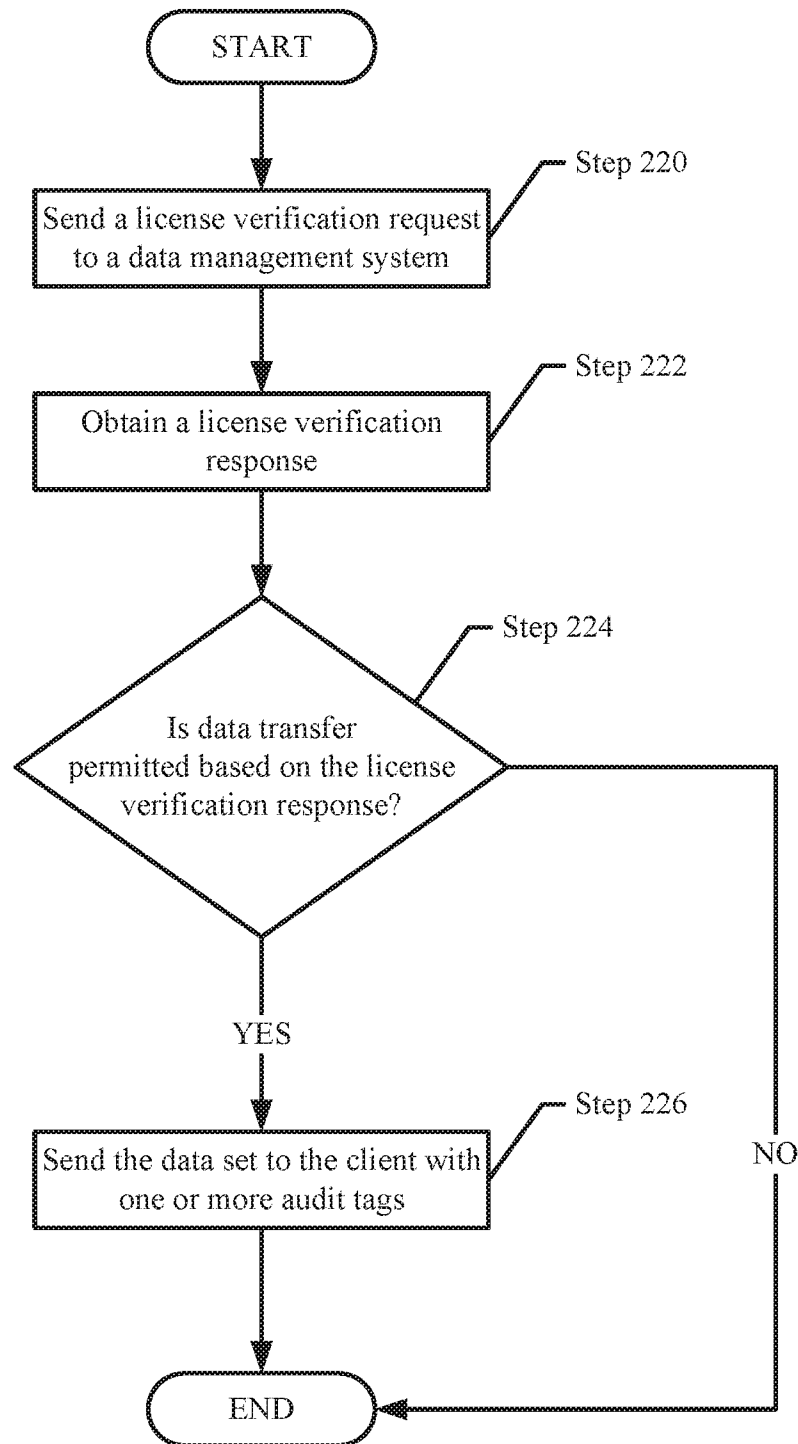 START
Step 220
Send a license verification request
to a data management system
Step 222
Obtain a license verification
response
Step 224
Is data transfer
permitted based on the license
verification response?
YES
Step 226
Send the data set to the client with
one or more audit tags
NO
END